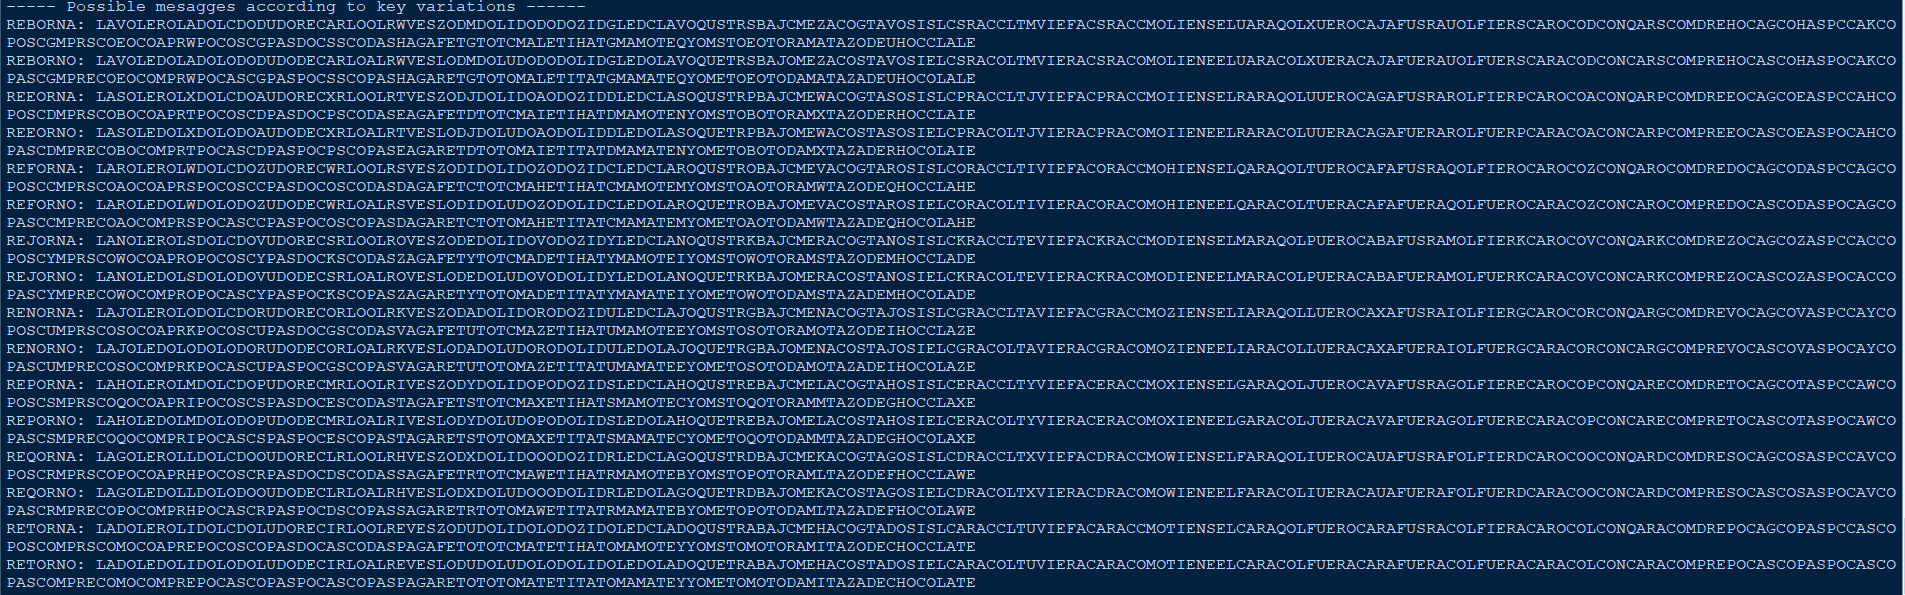 ----- Possible mesaggs according to key variations ------
REBORNA: LAVOLEROLADOLCDODUDORECARLOOLRWVESZODMDOLIDODODOZIDGLEDCLAVOQUSTRSBAJCMEZACOGTAVOSISLCSRACCLTMVIEFACSRACCMOLIENSELUARAQOLXUEROCAJAFUSRAUOLFIERSCAROCODCONQARSCOMDREHOCAGCOHASPCCAKCO
POSCGMPRSCOEOCOAPRWPOCOSCGPASDOCSSCODASHAGAFETGTOTCMALETIHATGMAMOTEQYOMSTOEOTORAMATAZODEUHOCCLALE
REBORNO: LAVOLEDOLADOLODODUDODECARLOALRWVESLODMDOLUDODODOLIDGLEDOLAVOQUETRSBAJOMEZACOSTAVOSIELCSRACOLTMVIERACSRACOMOLIENEELUARACOLXUERACAJAFUERAUOLFUERSCARACODCONCARSCOMPREHOCASCOHASPOCAKCO
PASCGMPRECOEOCOMPRWPOCASCGPASPOCSSCOPASHAGARETGTOTOMALETITATGMAMATEQYOMETOEOTODAMATAZADEUHOCOLALE
REEORNA: LASOLEROLXDOLCDOAUDORECXRLOOLRTVESZODJDOLIDOAODOZIDDLEDCLASOQUSTRPBAJCMEWACOGTASOSISLCPRACCLTJVIEFACPRACCMOIIENSELRARAQOLUUEROCAGAFUSRAROLFIERPCAROCOACONQARPCOMDREEOCAGCOEASPCCAHCO
POSCDMPRSCOBOCOAPRTPOCOSCDPASDOCPSCODASEAGAFETDTOTCMAIETIHATDMAMOTENYOMSTOBOTORAMXTAZODERHOCCLAIE
REEORNO: LASOLEDOLXDOLODOAUDODECXRLOALRTVESLODJDOLUDOAODOLIDDLEDOLASOQUETRPBAJOMEWACOSTASOSIELCPRACOLTJVIERACPRACOMOIIENEELRARACOLUUERACAGAFUERAROLFUERPCARACOACONCARPCOMPREEOCASCOEASPOCAHCO
PASCDMPRECOBOCOMPRTPOCASCDPASPOCPSCOPASEAGARETDTOTOMAIETITATDMAMATENYOMETOBOTODAMXTAZADERHOCOLAIE
REFORNA: LAROLEROLWDOLCDOZUDORECWRLOOLRSVESZODIDOLIDOZODOZIDCLEDCLAROQUSTROBAJCMEVACOGTAROSISLCORACCLTIVIEFACORACCMOHIENSELQARAQOLTUEROCAFAFUSRAQOLFIEROCAROCOZCONQAROCOMDREDOCAGCODASPCCAGCO
POSCCMPRSCOAOCOAPRSPOCOSCCPASDOCOSCODASDAGAFETCTOTCMAHETIHATCMAMOTEMYOMSTOAOTORAMWTAZODEQHOCCLAHE
REFORNO: LAROLEDOLWDOLODOZUDODECWRLOALRSVESLODIDOLUDOZODOLIDCLEDOLAROQUETROBAJOMEVACOSTAROSIELCORACOLTIVIERACORACOMOHIENEELQARACOLTUERACAFAFUERAQOLFUEROCARACOZCONCAROCOMPREDOCASCODASPOCAGCO
PASCCMPRECOAOCOMPRSPOCASCCPASPOCOSCOPASDAGARETCTOTOMAHETITATCMAMATEMYOMETOAOTODAMWTAZADEQHOCOLAHE
REJORNA: LANOLEROLSDOLCDOVUDORECSRLOOLROVESZODEDOLIDOVODOZIDYLEDCLANOQUSTRKBAJCMERACOGTANOSISLCKRACCLTEVIEFACKRACCMODIENSELMARAQOLPUEROCABAFUSRAMOLFIERKCAROCOVCONQARKCOMDREZOCAGCOZASPCCACCO
POSCYMPRSCOWOCOAPROPOCOSCYPASDOCKSCODASZAGAFETYTOTCMADETIHATYMAMOTEIYOMSTOWOTORAMSTAZODEMHOCCLADE
REJORNO: LANOLEDOLSDOLODOVUDODECSRLOALROVESLODEDOLUDOVODOLIDYLEDOLANOQUETRKBAJOMERACOSTANOSIELCKRACOLTEVIERACKRACOMODIENEELMARACOLPUERACABAFUERAMOLFUERKCARACOVCONCARKCOMPREZOCASCOZASPOCACCO
PASCYMPRECOWOCOMPROPOCASCYPASPOCKSCOPASZAGARETYTOTOMADETITATYMAMATEIYOMETOWOTODAMSTAZADEMHOCOLADE
RENORNA: LAJOLEROLODOLCDORUDORECORLOOLRKVESZODADOLIDORODOZIDULEDCLAJOQUSTRGBAJCMENACOGTAJOSISLCGRACCLTAVIEFACGRACCMOZIENSELIARAQOLLUEROCAXAFUSRAIOLFIERGCAROCORCONQARGCOMDREVOCAGCOVASPCCAYCO
POSCUMPRSCOSOCOAPRKPOCOSCUPASDOCGSCODASVAGAFETUTOTCMAZETIHATUMAMOTEEYOMSTOSOTORAMOTAZODEIHOCCLAZE
RENORNO: LAJOLEDOLODOLODORUDODECORLOALRKVESLODADOLUDORODOLIDULEDOLAJOQUETRGBAJOMENACOSTAJOSIELCGRACOLTAVIERACGRACOMOZIENEELIARACOLLUERACAXAFUERAIOLFUERGCARACORCONCARGCOMPREVOCASCOVASPOCAYCO
PASCUMPRECOSOCOMPRKPOCASCUPASPOCGSCOPASVAGARETUTOTOMAZETITATUMAMATEEYOMETOSOTODAMOTAZADEIHOCOLAZE
REPORNA: LAHOLEROLMDOLCDOPUDORECMRLOOLRIVESZODYDOLIDOPODOZIDSLEDCLAHOQUSTREBAJCMELACOGTAHOSISLCERACCLTYVIEFACERACCMOXIENSELGARAQOLJUEROCAVAFUSRAGOLFIERECAROCOPCONQARECOMDRETOCAGCOTASPCCAWCO
POSCSMPRSCOQOCOAPRIPOCOSCSPASDOCESCODASTAGAFETSTOTCMAXETIHATSMAMOTECYOMSTOQOTORAMMTAZODEGHOCCLAXE
REPORNO: LAHOLEDOLMDOLODOPUDODECMRLOALRIVESLODYDOLUDOPODOLIDSLEDOLAHOQUETREBAJOMELACOSTAHOSIELCERACOLTYVIERACERACOMOXIENEELGARACOLJUERACAVAFUERAGOLFUERECARACOPCONCARECOMPRETOCASCOTASPOCAWCO
PASCSMPRECOQOCOMPRIPOCASCSPASPOCESCOPASTAGARETSTOTOMAXETITATSMAMATECYOMETOQOTODAMMTAZADEGHOCOLAXE
REQORNA: LAGOLEROLLDOLCDOOUDORECLRLOOLRHVESZODXDOLIDOOODOZIDRLEDCLAGOQUSTRDBAJCMEKACOGTAGOSISLCDRACCLTXVIEFACDRACCMOWIENSELFARAQOLIUEROCAUAFUSRAFOLFIERDCAROCOOCONQARDCOMDRESOCAGCOSASPCCAVCO
POSCRMPRSCOPOCOAPRHPOCOSCRPASDOCDSCODASSAGAFETRTOTCMAWETIHATRMAMOTEBYOMSTOPOTORAMLTAZODEFHOCCLAWE
REQORNO: LAGOLEDOLLDOLODOOUDODECLRLOALRHVESLODXDOLUDOOODOLIDRLEDOLAGOQUETRDBAJOMEKACOSTAGOSIELCDRACOLTXVIERACDRACOMOWIENEELFARACOLIUERACAUAFUERAFOLFUERDCARACOOCONCARDCOMPRESOCASCOSASPOCAVCO
PASCRMPRECOPOCOMPRHPOCASCRPASPOCDSCOPASSAGARETRTOTOMAWETITATRMAMATEBYOMETOPOTODAMLTAZADEFHOCOLAWE
RETORNA: LADOLEROLIDOLCDOLUDORECIRLOOLREVESZODUDOLIDOLODOZIDOLEDCLADOQUSTRABAJCMEHACOGTADOSISLCARACCLTUVIEFACARACCMOTIENSELCARAQOLFUEROCARAFUSRACOLFIERACAROCOLCONQARACOMDREPOCAGCOPASPCCASCO
POSCOMPRSCOMOCOAPREPOCOSCOPASDOCASCODASPAGAFETOTOTCMATETIHATOMAMOTEYYOMSTOMOTORAMITAZODECHOCCLATE
RETORNO: LADOLEDOLIDOLODOLUDODECIRLOALREVESLODUDOLUDOLODOLIDOLEDOLADOQUETRABAJOMEHACOSTADOSIELCARACOLTUVIERACARACOMOTIENEELCARACOLFUERACARAFUERACOLFUERACARACOLCONCARACOMPREPOCASCOPASPOCASCO
PASCOMPRECOMOCOMPREPOCASCOPASPOCASCOPASPAGARETOTOTOMATETITATOMAMATEYYOMETOMOTODAMITAZADECHOCOLATE